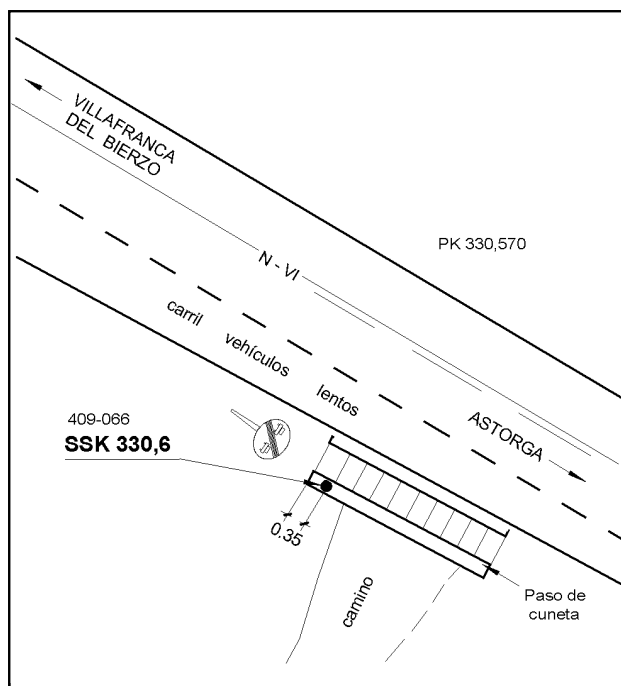 VILLAFRANCA
DEL BIERZO
N - VI
PK 330,570
carril vehículos lentos
409-066
SSK 330,6
ASTORGA
0.35
camino
Paso de
cuneta